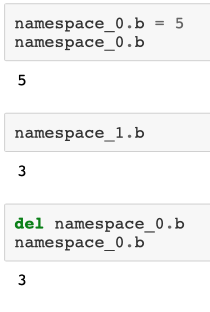 namespace_0.b = 5
namespace_0.b
5
namespace_1.b
3
del namespace_0.b
namespace_0.b
3